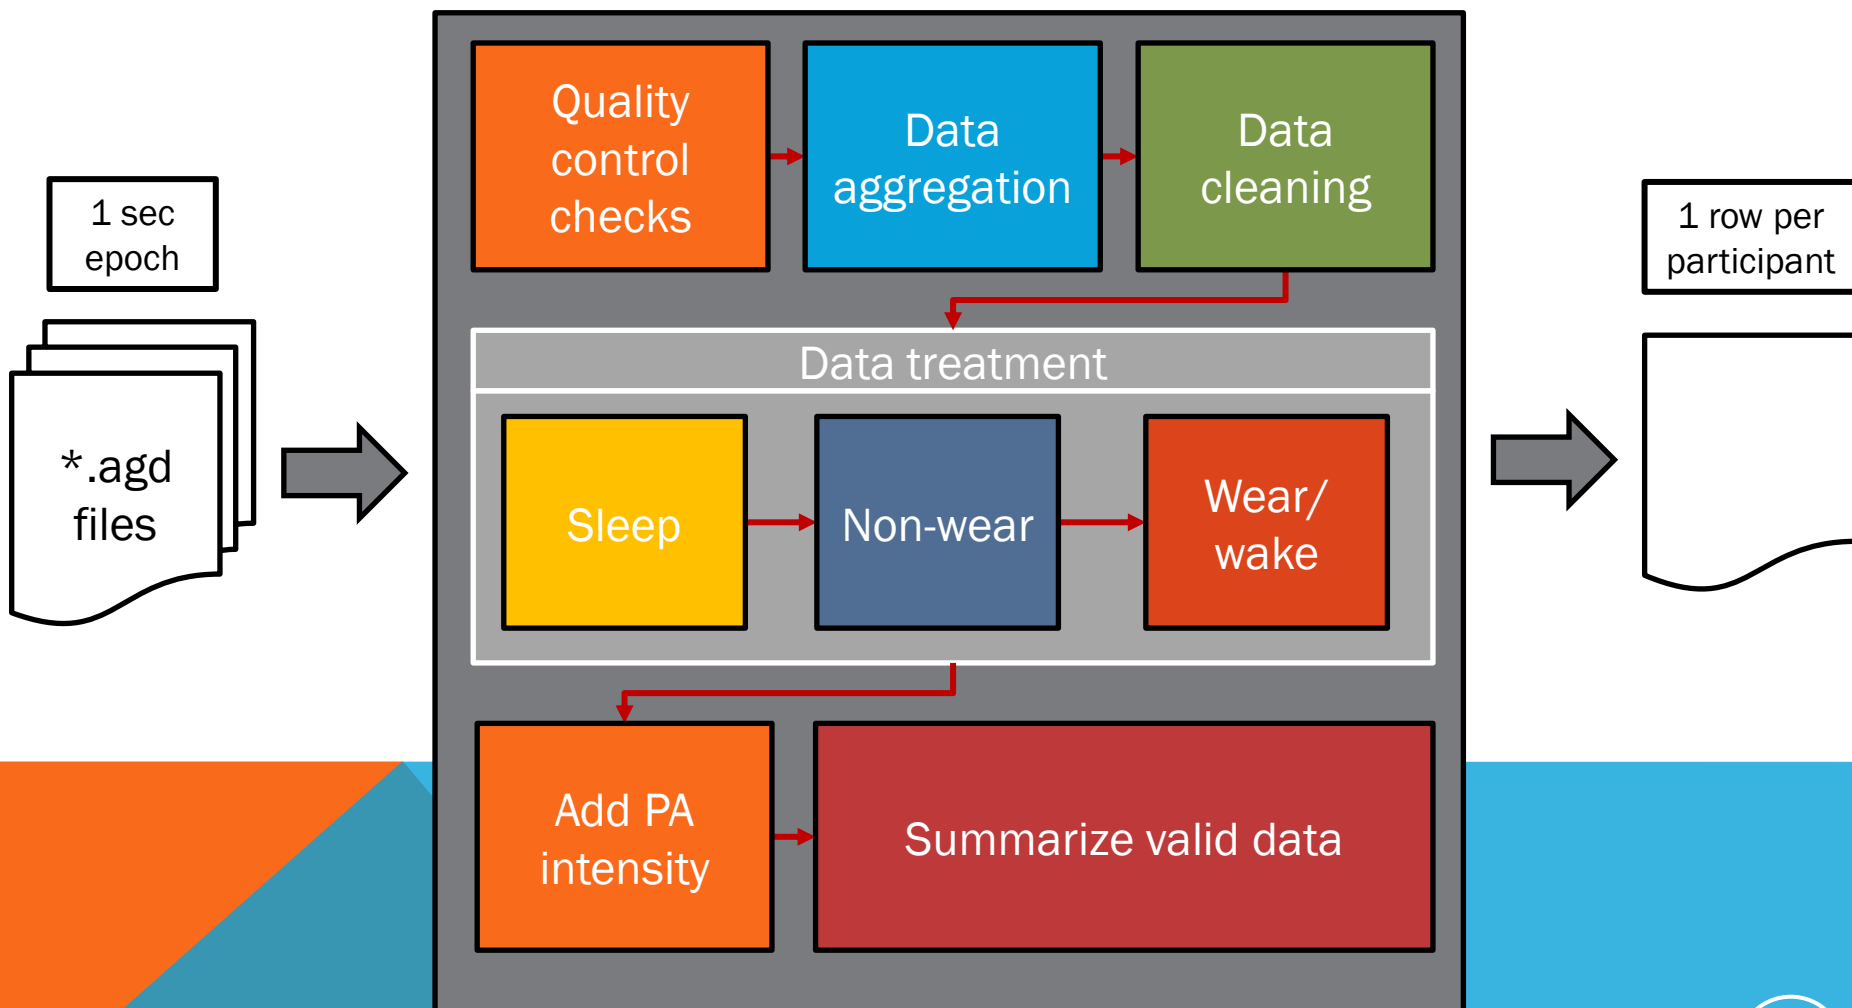 1 sec
epoch
*.agd
files
Quality
control
checks
Data
aggregation
Data
cleaning
Data treatment
Sleep
Non-wear
Wear/
wake
Add PA
intensity
Summarize valid data
1 row per
participant